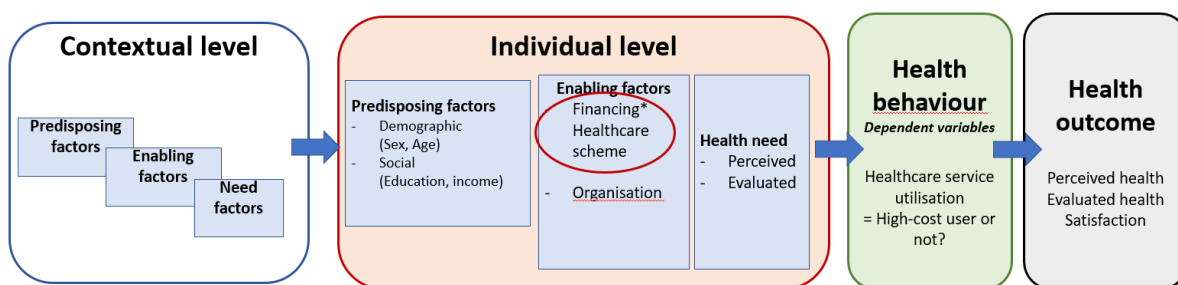 Contextual level
Predisposing
factors
Enabling
factors
Need
factors
Individual level
Predisposing factors
- Demographic
(Sex, Age)
- Social
(Education, income)
Enabling factors
- Financing*
Healthcare
scheme
- Organisation
Health need
- Perceived
- Evaluated
Health
behaviour
Dependent variables
Healthcare service
utilisation
= High-cost user or
not?
Health
outcome
Perceived health
Evaluated health
Satisfaction